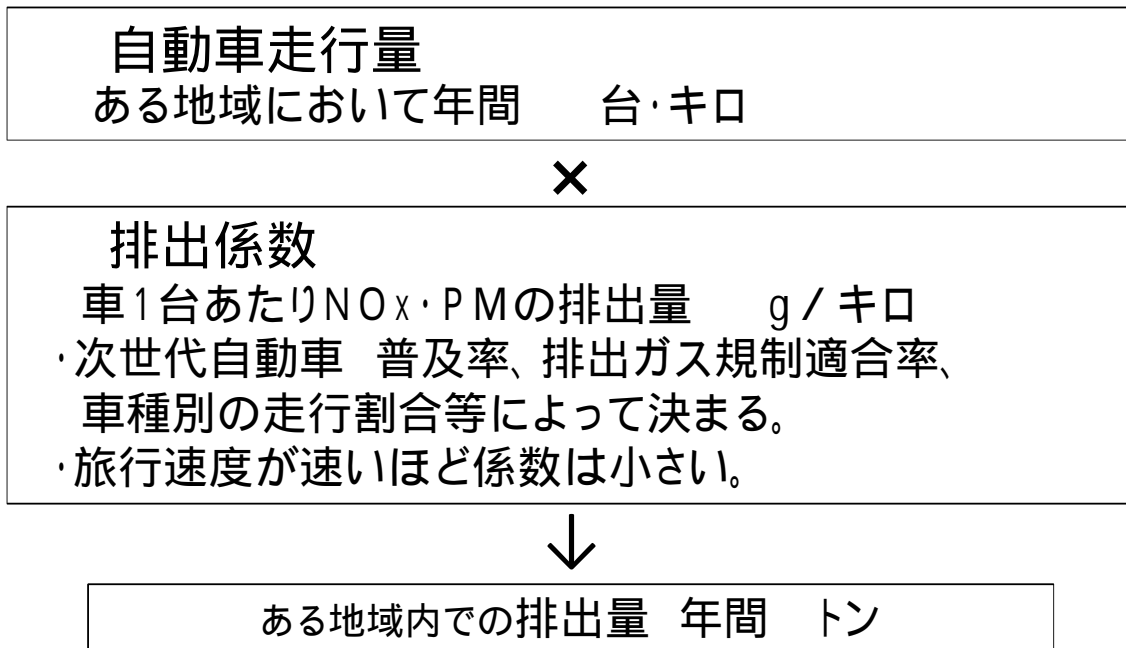 自動車走行量
ある地域において年間　　台・キロ
×
排出係数
車1台あたりNOx・PMの排出量　　g/キロ
・次世代自動車　普及率、排出ガス規制適合率、
車種別の走行割合等によって決まる。
・旅行速度が速いほど係数は小さい。
↓
ある地域内での排出量　年間　　トン